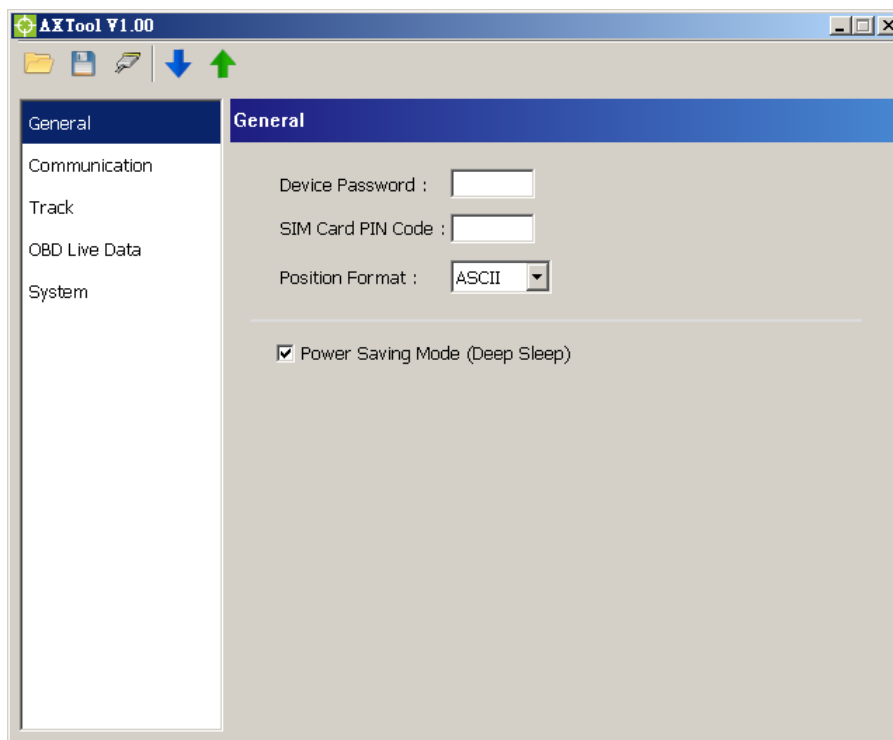 AXTool V1.00
General
General
Communication
Track
OBD Live Data
System
Device Password :
SIM Card PIN Code :
Position Format : ASCII
Power Saving Mode (Deep Sleep)